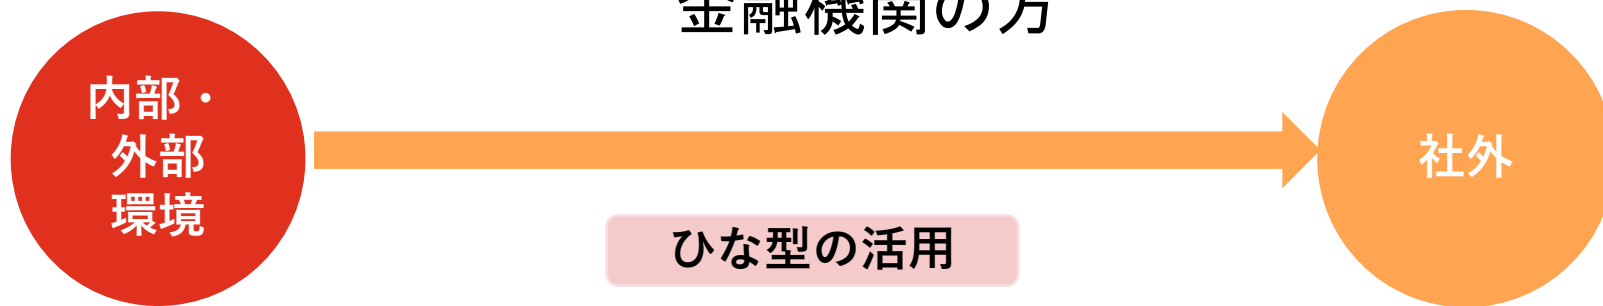 金融機関の方
内部・
外部
環境
社外
ひな型の活用